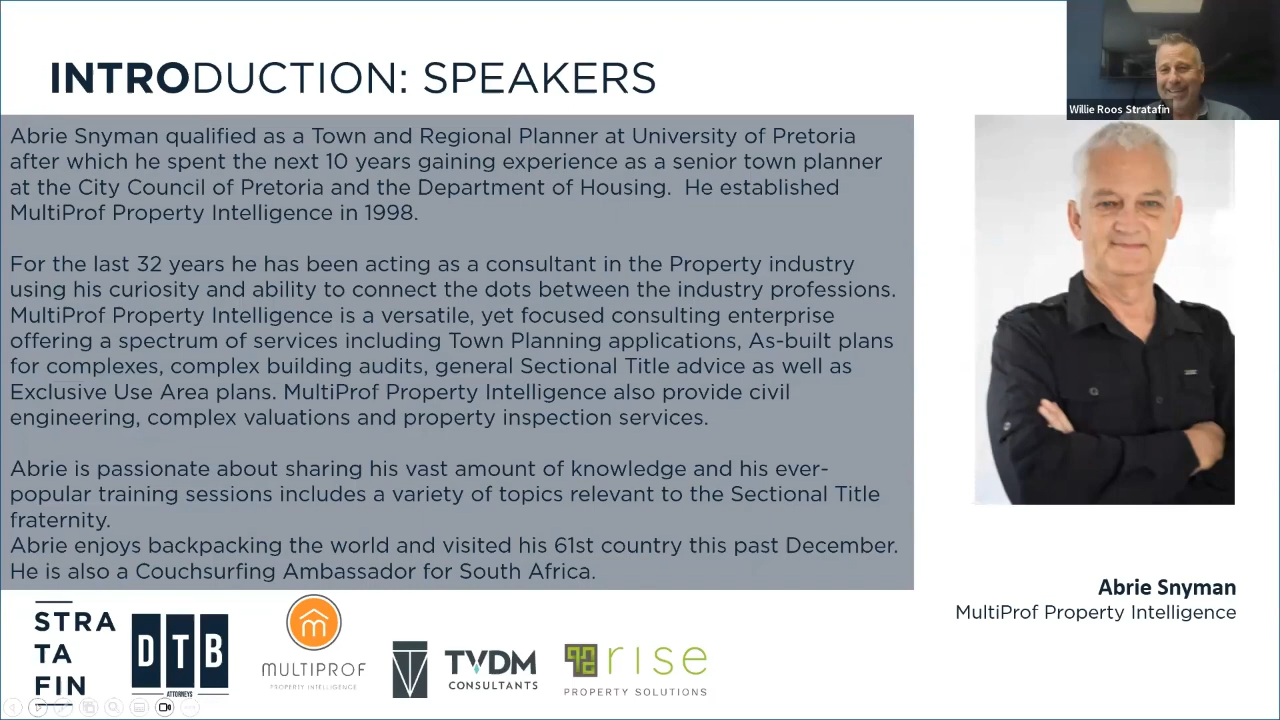 INTRODUCTION: SPEAKERS
Willie Roos Stratafin
Abrie Snyman qualified as a Town and Regional Planner at University of Pretoria
after which he spent the next 10 years gaining experience as a senior town planner
at the City Council of Pretoria and the Department of Housing.  He established
MultiProf Property Intelligence in 1998.
For the last 32 years he has been acting as a consultant in the Property industry
using his curiosity and ability to connect the dots between the industry professions.
MultiProf Property Intelligence is a versatile, yet focused consulting enterprise
offering a spectrum of services including Town Planning applications, As-built plans
for complexes, complex building audits, general Sectional Title advice as well as
Exclusive Use Area plans. MultiProf Property Intelligence also provide civil
engineering, complex valuations and property inspection services.
Abrie is passionate about sharing his vast amount of knowledge and his ever-
popular training sessions includes a variety of topics relevant to the Sectional Title
fraternity.
Abrie enjoys backpacking the world and visited his 61st country this past December.
He is also a Couchsurfing Ambassador for South Africa.
Abrie Snyman
MultiProf Property Intelligence
STRA
TA
FIN
DTB
ATTORNEYS
MULTIPROF
PROPERTY INTELLIGENCE
TVDM
CONSULTANTS
rise
PROPERTY SOLUTIONS